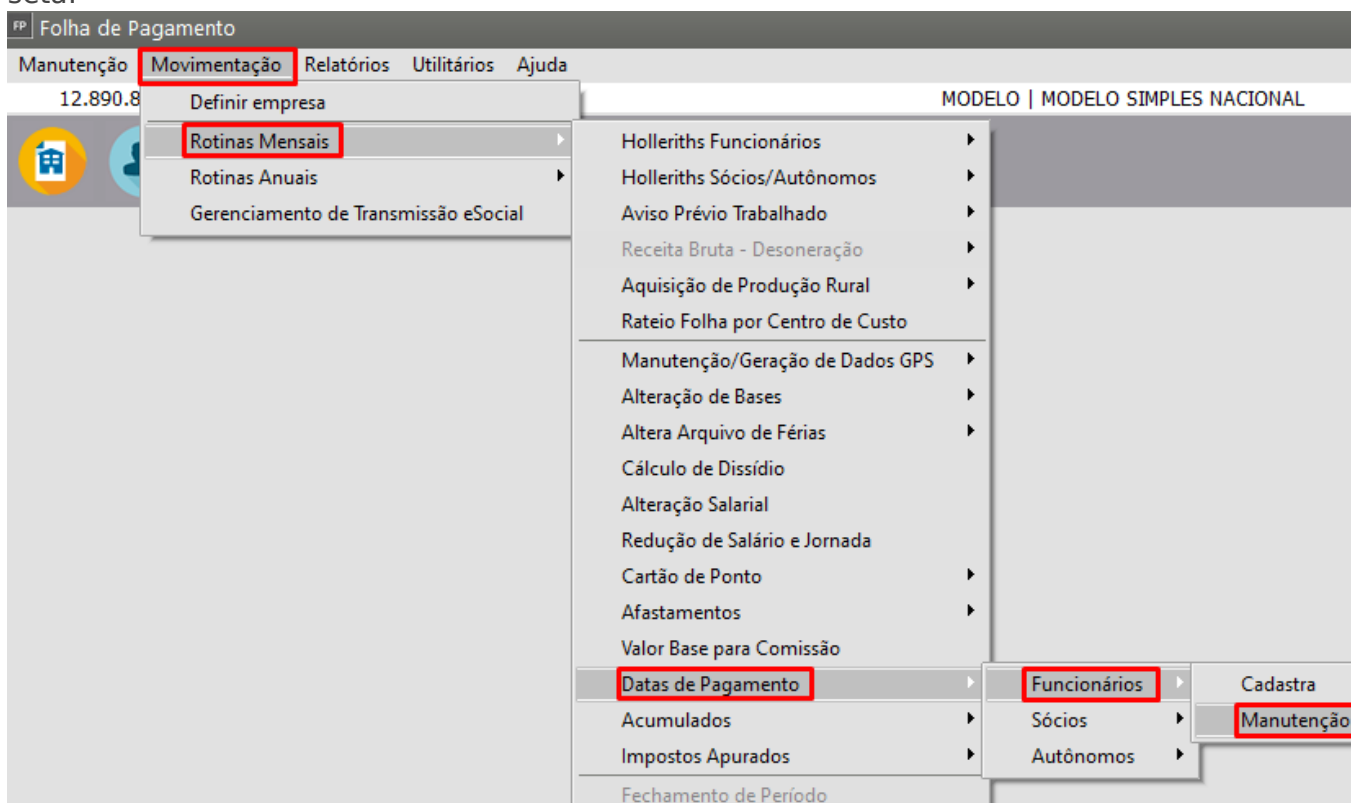 FP Folha de Pagamento
Manutenção Movimentação Relatórios Utilitários Ajuda
12.890.8 MODELO | MODELO SIMPLES NACIONAL
Definir empresa
Rotinas Mensais
Rotinas Anuais
Gerenciamento de Transmissão eSocial
Holleriths Funcionários
Holleriths Sócios/Autônomos
Aviso Prévio Trabalhado
Receita Bruta - Desoneração
Aquisição de Produção Rural
Rateio Folha por Centro de Custo
Manutenção/Geração de Dados GPS
Alteração de Bases
Altera Arquivo de Férias
Cálculo de Dissídio
Alteração Salarial
Redução de Salário e Jornada
Cartão de Ponto
Afastamentos
Valor Base para Comissão
Datas de Pagamento
Acumulados
Impostos Apurados
Fechamento de Período
Funcionários
Sócios
Autônomos
Cadastra
Manutenção